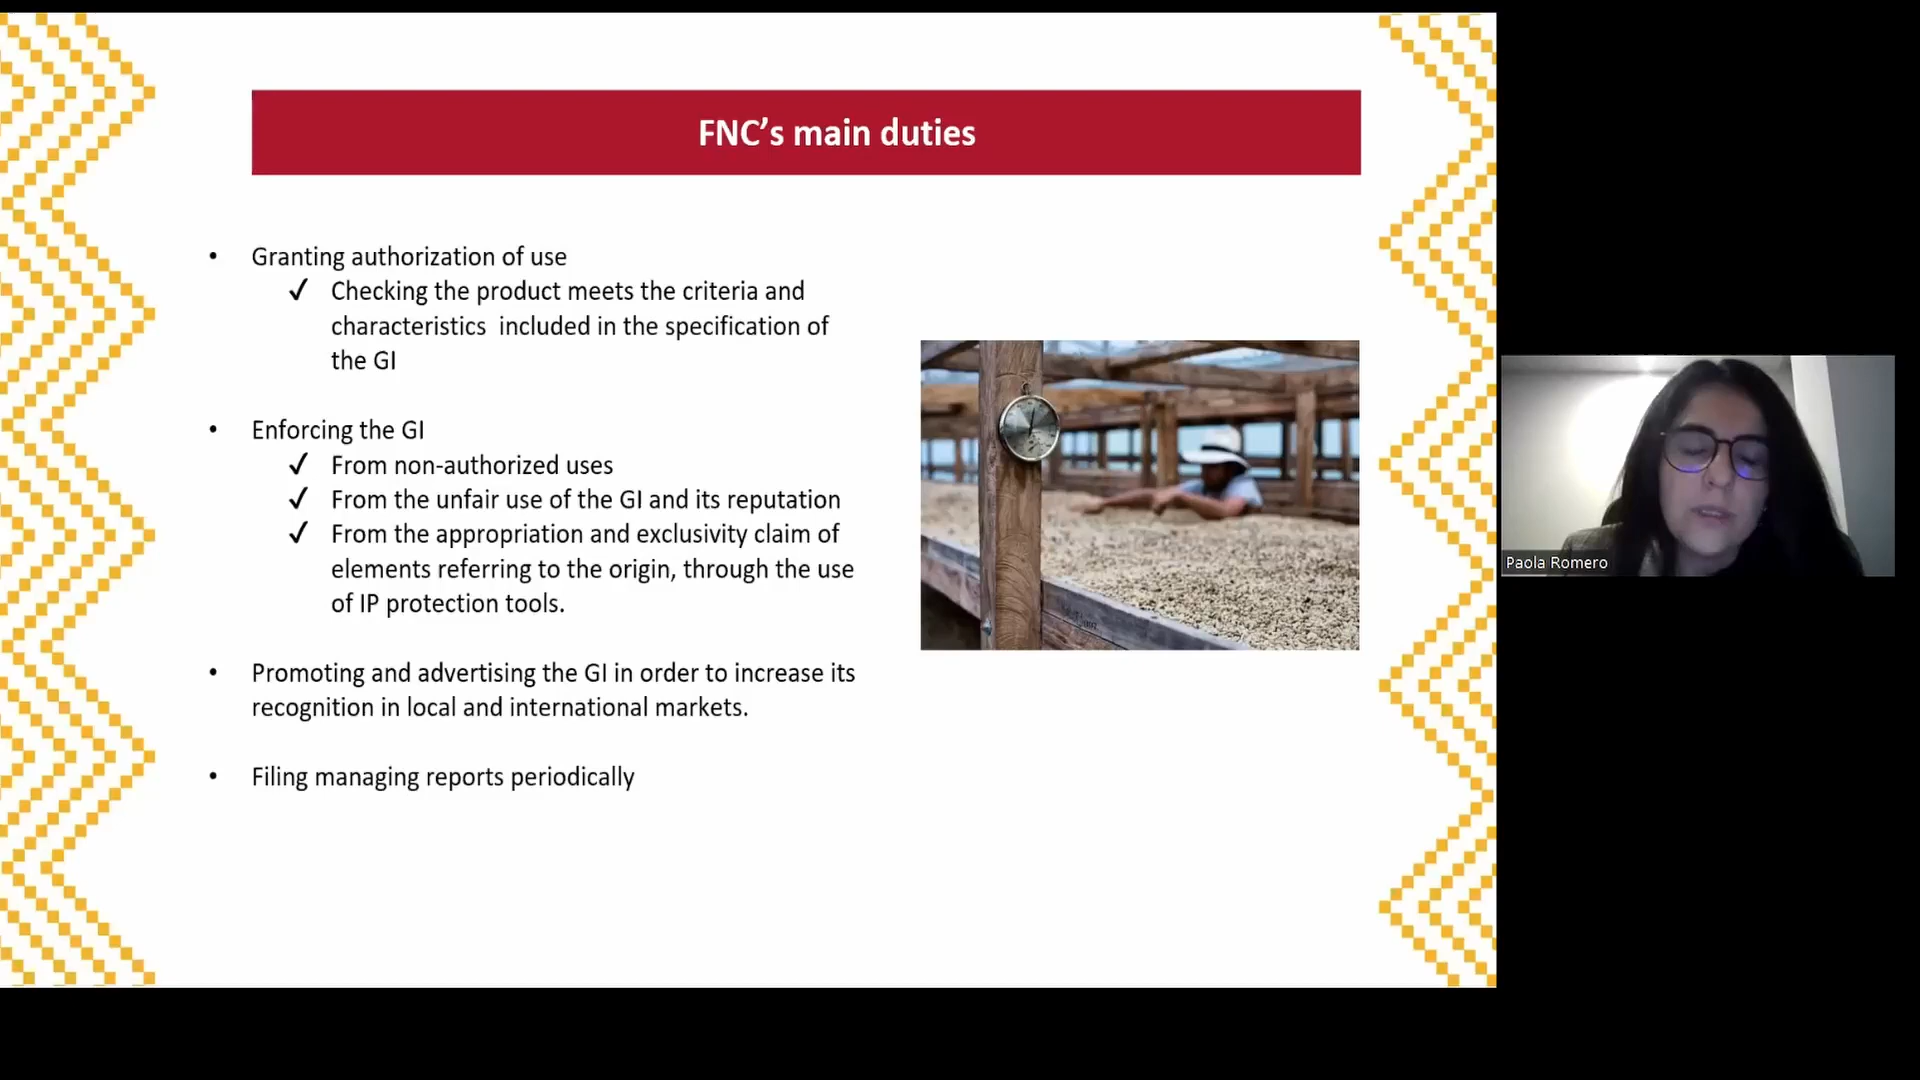 FNC’s main duties
• Granting authorization of use
✓ Checking the product meets the criteria and
characteristics included in the specification of
the GI
• Enforcing the GI
✓ From non-authorized uses
✓ From the unfair use of the GI and its reputation
✓ From the appropriation and exclusivity claim of
elements referring to the origin, through the use
of IP protection tools.
• Promoting and advertising the GI in order to increase its
recognition in local and international markets.
• Filing managing reports periodically
Paola Romero